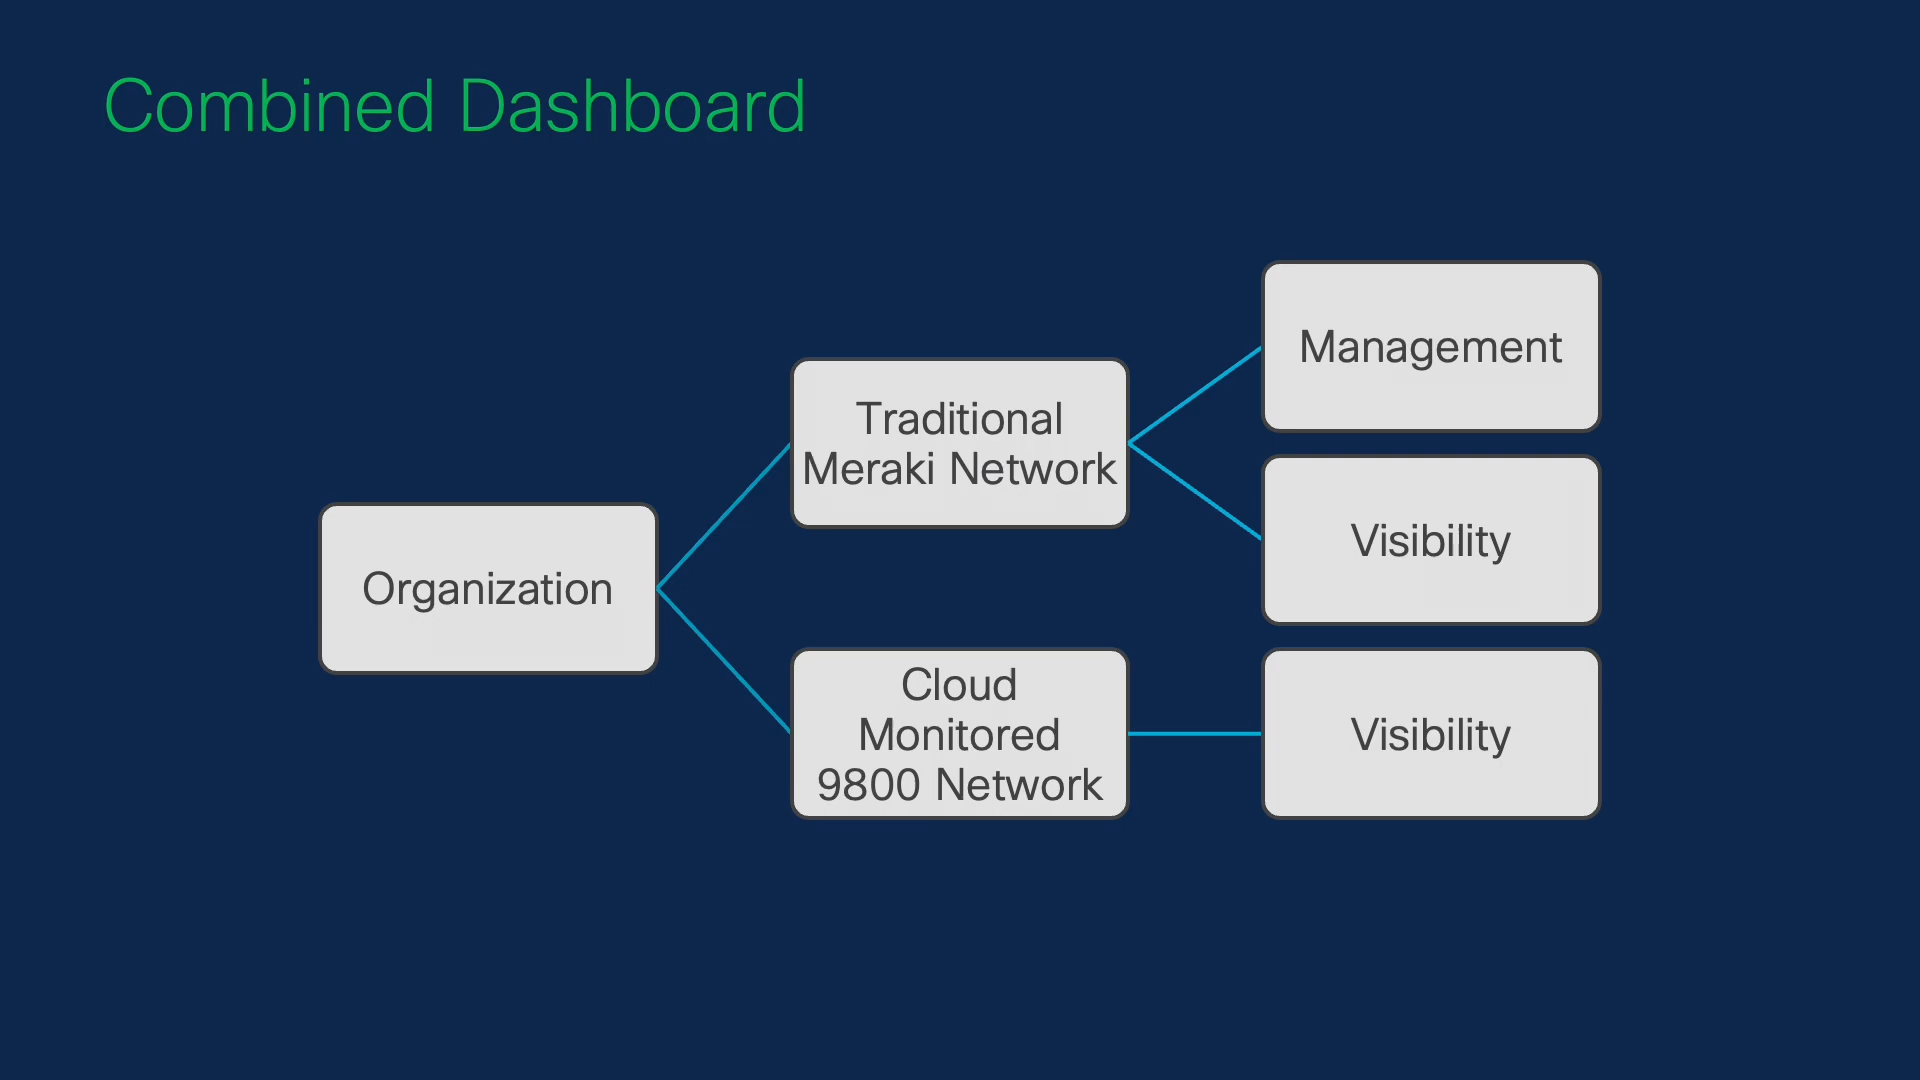 Combined Dashboard
Organization
Traditional
Meraki Network
Management
Visibility
Cloud
Monitored
9800 Network
Visibility